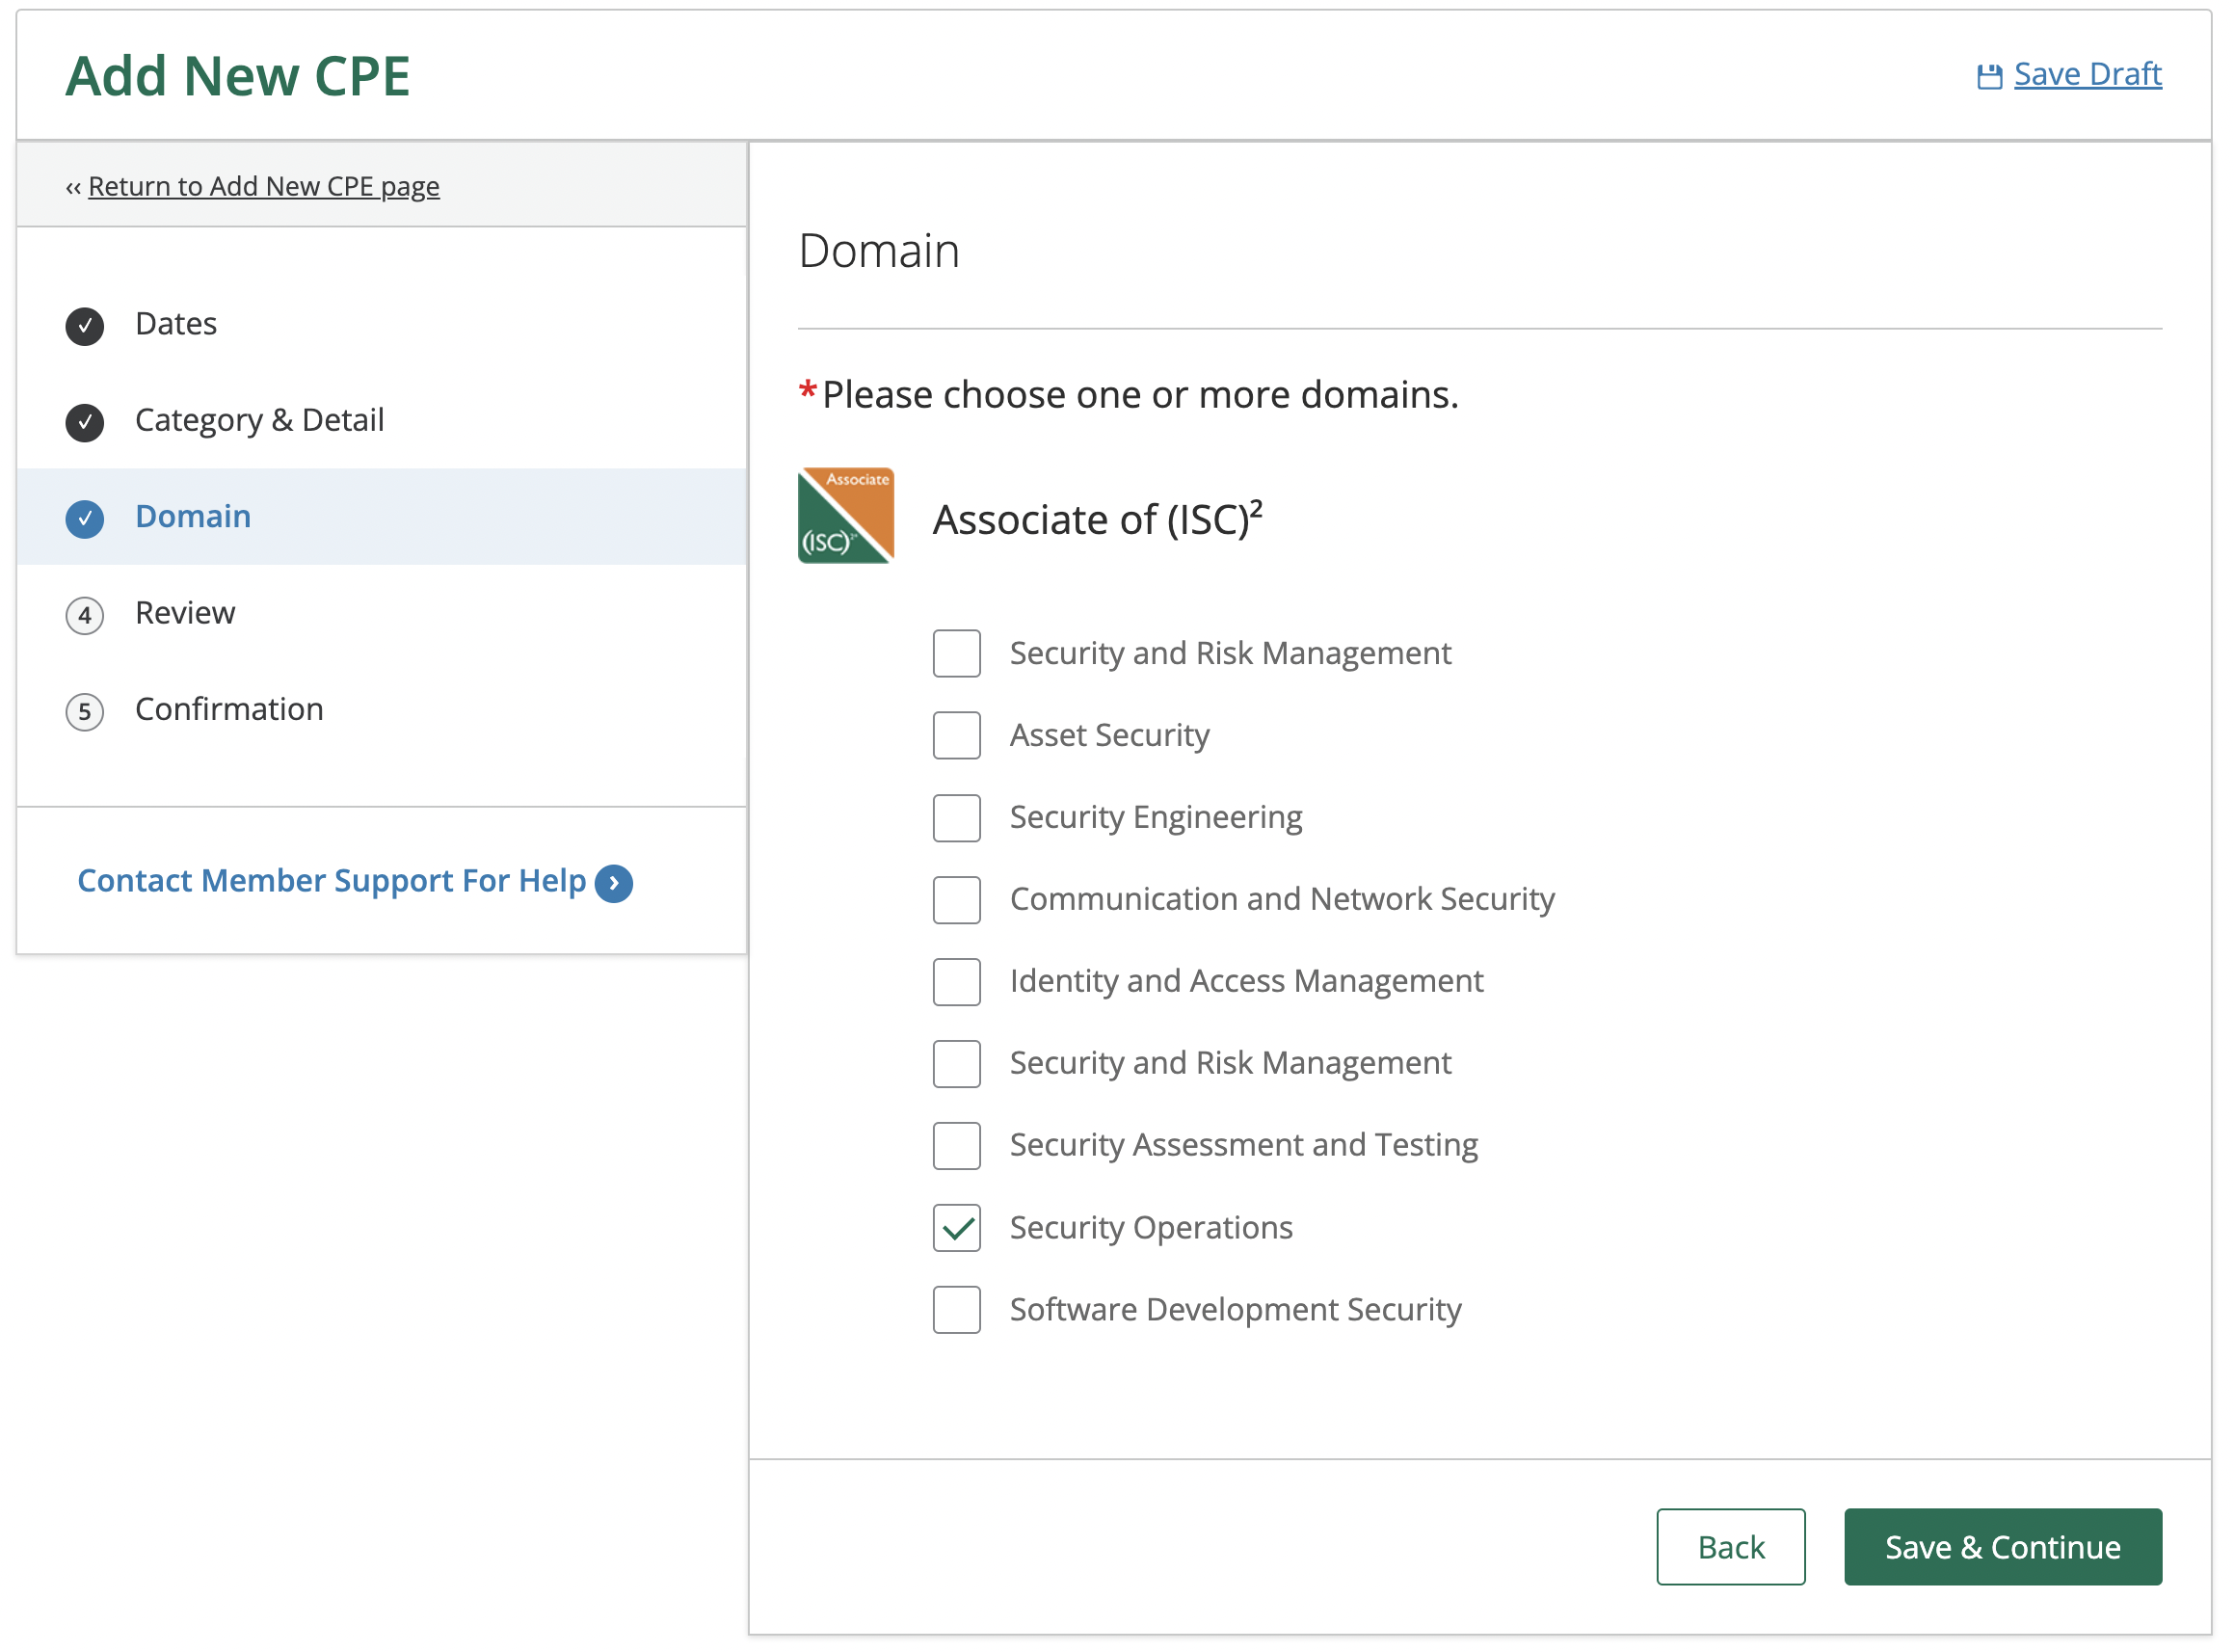 Add New CPE
Save Draft
‹‹ Return to Add New CPE page
Dates
Category & Detail
Domain
4 Review
5 Confirmation
Contact Member Support For Help
Domain
*Please choose one or more domains.
Associate
(ISC)²
Associate of (ISC)²
Security and Risk Management
Asset Security
Security Engineering
Communication and Network Security
Identity and Access Management
Security and Risk Management
Security Assessment and Testing
Security Operations
Software Development Security
Back
Save & Continue